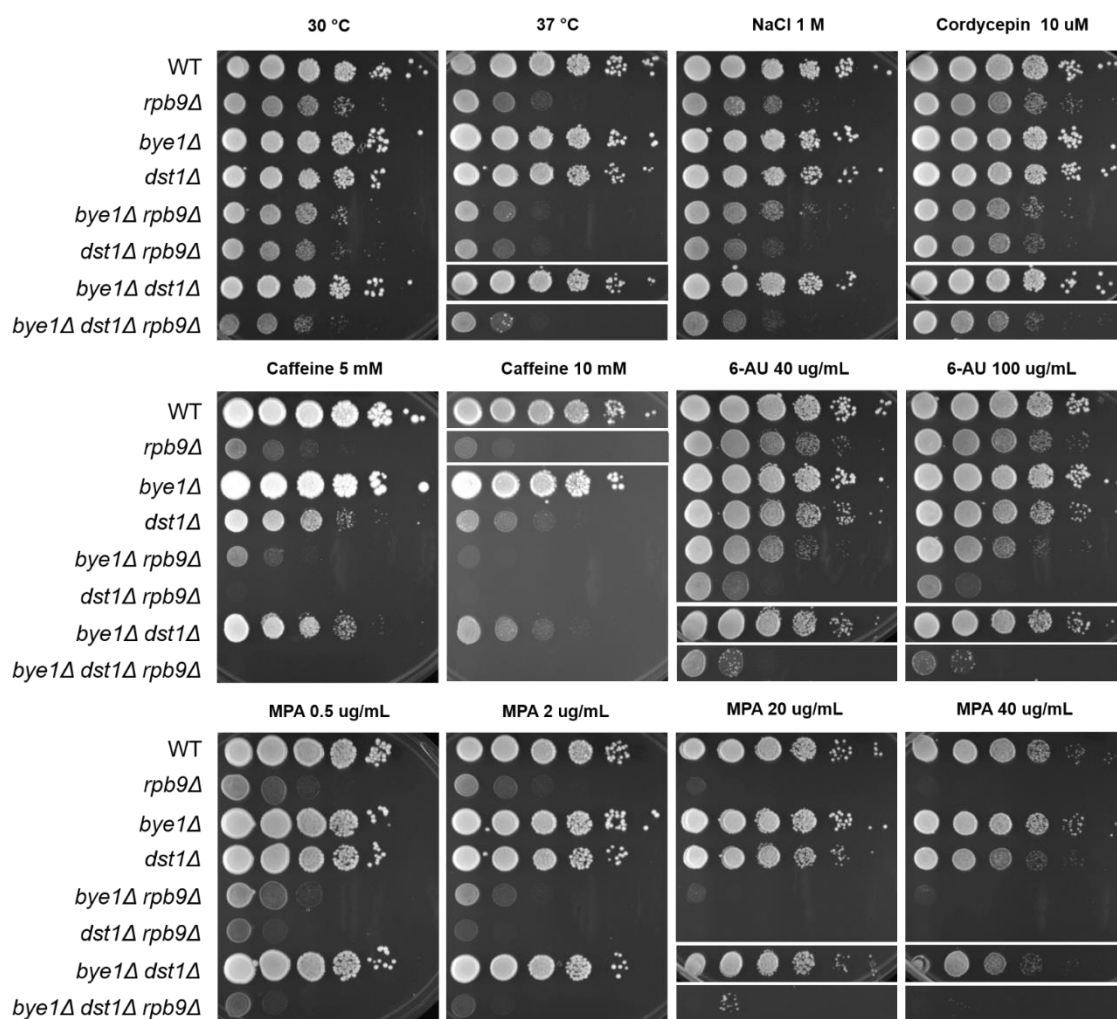 30 °C 37 °C NaCl 1 M Cordycepin 10 uM
WT
rpb9Δ
bye1Δ
dst1Δ
bye1Δ rpb9Δ
dst1Δ rpb9Δ
bye1Δ dst1Δ
bye1Δ dst1Δ rpb9Δ
Caffeine 5 mM Caffeine 10 mM 6-AU 40 ug/mL 6-AU 100 ug/mL
WT
rpb9Δ
bye1Δ
dst1Δ
bye1Δ rpb9Δ
dst1Δ rpb9Δ
bye1Δ dst1Δ
bye1Δ dst1Δ rpb9Δ
MPA 0.5 ug/mL MPA 2 ug/mL MPA 20 ug/mL MPA 40 ug/mL
WT
rpb9Δ
bye1Δ
dst1Δ
bye1Δ rpb9Δ
dst1Δ rpb9Δ
bye1Δ dst1Δ
bye1Δ dst1Δ rpb9Δ